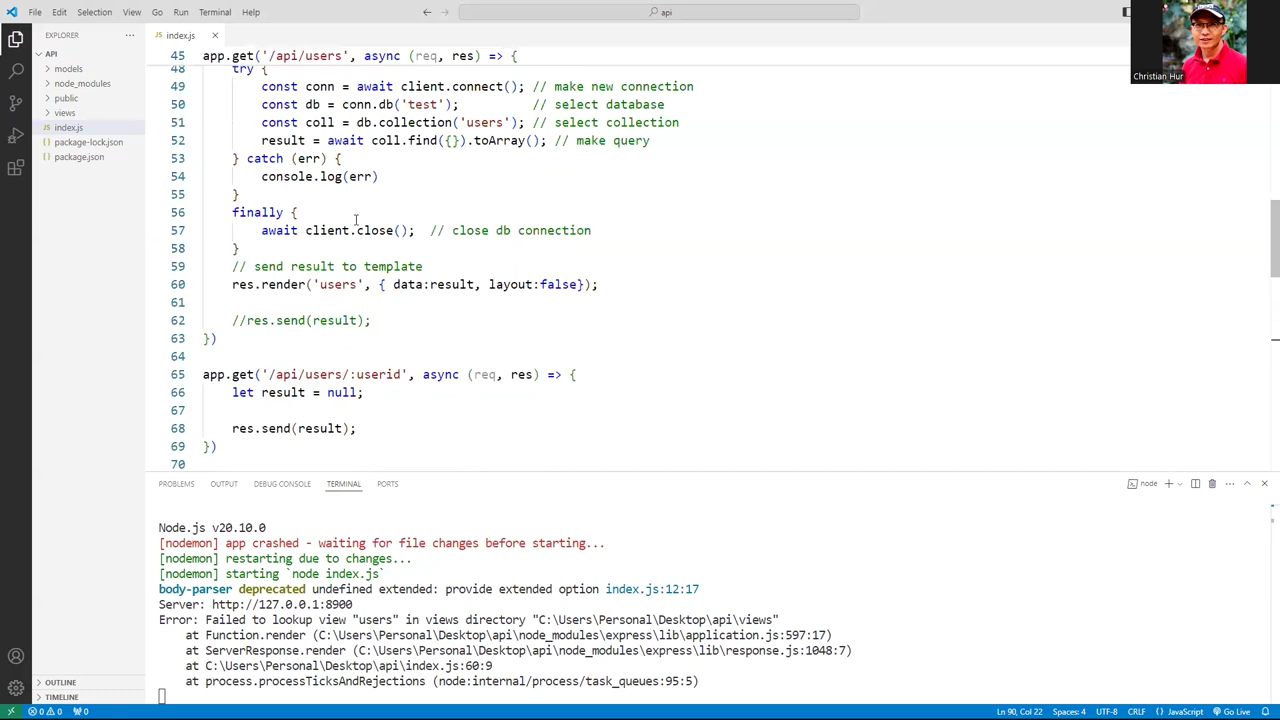 File Edit Selection View Go Run Terminal Help
api
EXPLORER
index.js
API
models
node_modules
public
views
JS index.js
{} package-lock.json
{} package.json
OUTLINE
TIMELINE
Christian Hur
45 app.get('/api/users', async (req, res) => {
48 try {
49 const conn = await client.connect(); // make new connection
50 const db = conn.db('test'); // select database
51 const coll = db.collection('users'); // select collection
52 result = await coll.find({}).toArray(); // make query
53 } catch (err) {
54 console.log(err)
55 }
56 finally {
57 await client.close(); // close db connection
58 }
59 // send result to template
60 res.render('users', { data:result, layout:false});
61
62 //res.send(result);
63 })
64
65 app.get('/api/users/:userid', async (req, res) => {
66 let result = null;
67
68 res.send(result);
69 })
70
PROBLEMS OUTPUT DEBUG CONSOLE TERMINAL PORTS
node
Node.js v20.10.0
[nodemon] app crashed - waiting for file changes before starting...
[nodemon] restarting due to changes...
[nodemon] starting `node index.js`
body-parser deprecated undefined extended: provide extended option index.js:12:17
Server: http://127.0.0.1:8900
Error: Failed to lookup view "users" in views directory "C:\Users\Personal\Desktop\api\views"
at Function.render (C:\Users\Personal\Desktop\api\node_modules\express\lib\application.js:597:17)
at ServerResponse.render (C:\Users\Personal\Desktop\api\node_modules\express\lib\response.js:1048:7)
at C:\Users\Personal\Desktop\api\index.js:60:9
at process.processTicksAndRejections (node:internal/process/task_queues:95:5)
0 0 0 Ln 90, Col 22 Spaces: 4 UTF-8 CRLF {} JavaScript Go Live